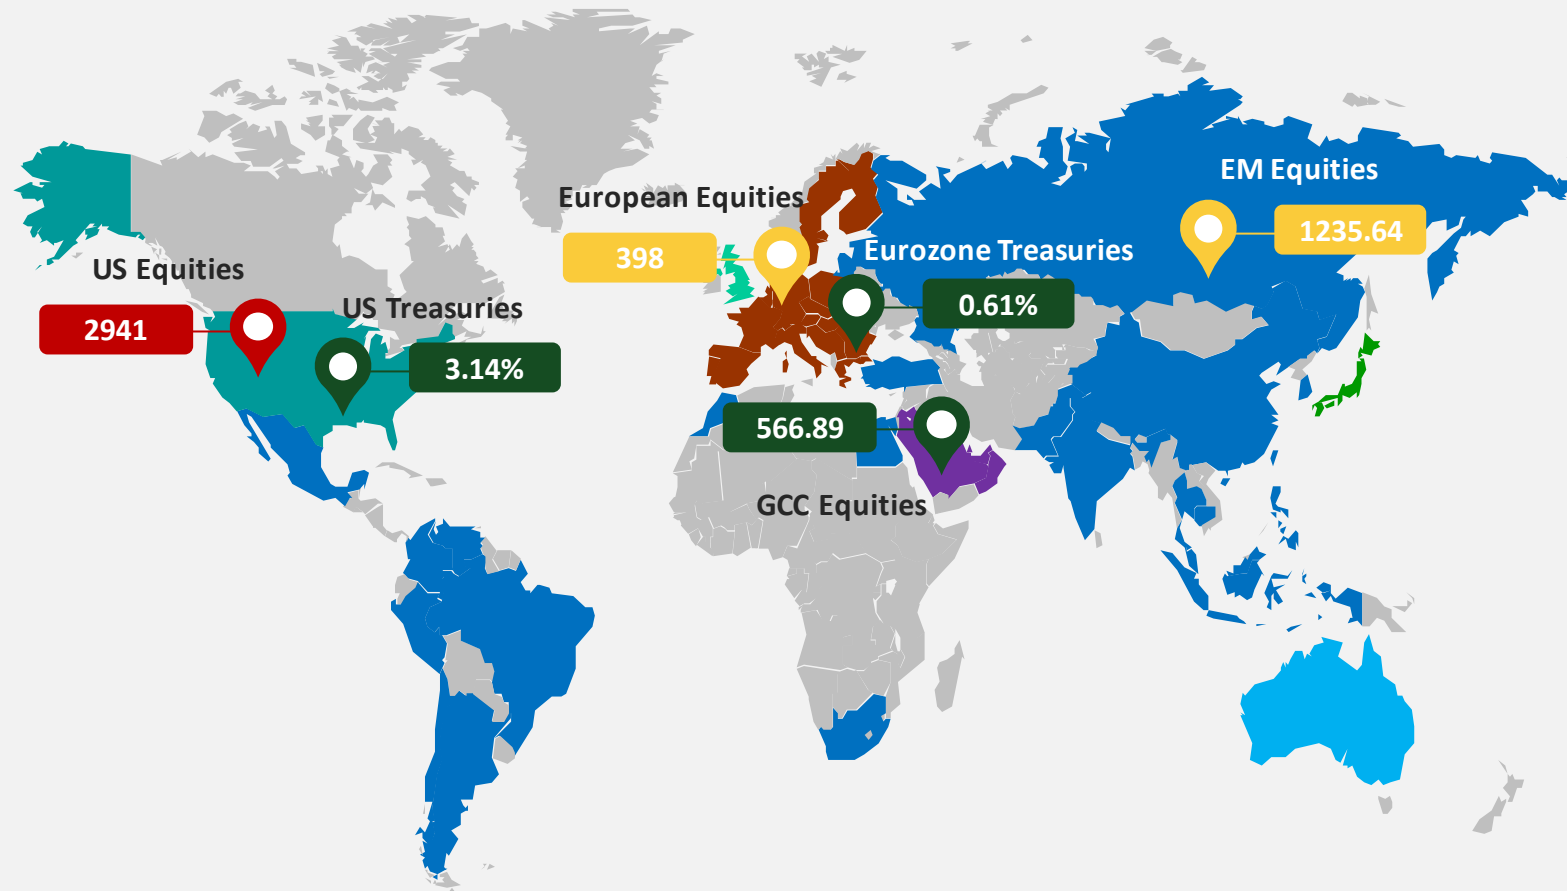 EM Equities
1235.64
European Equities
398
Eurozone Treasuries
0.61%
US Equities
2941
US Treasuries
3.14%
566.89
GCC Equities